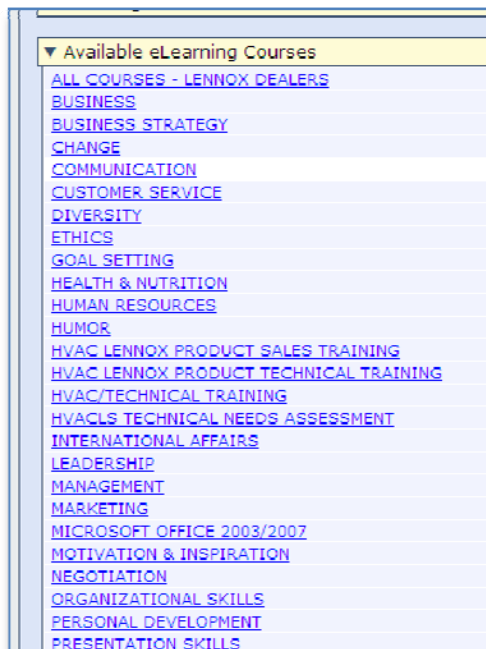 Available eLearning Courses
ALL COURSES - LENNOX DEALERS
BUSINESS
BUSINESS STRATEGY
CHANGE
COMMUNICATION
CUSTOMER SERVICE
DIVERSITY
ETHICS
GOAL SETTING
HEALTH & NUTRITION
HUMAN RESOURCES
HUMOR
HVAC LENNOX PRODUCT SALES TRAINING
HVAC LENNOX PRODUCT TECHNICAL TRAINING
HVAC/TECHNICAL TRAINING
HVACLS TECHNICAL NEEDS ASSESSMENT
INTERNATIONAL AFFAIRS
LEADERSHIP
MANAGEMENT
MARKETING
MICROSOFT OFFICE 2003/2007
MOTIVATION & INSPIRATION
NEGOTIATION
ORGANIZATIONAL SKILLS
PERSONAL DEVELOPMENT
PRESENTATION SKILLS